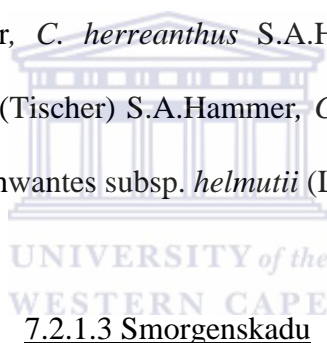 r, C. herreanthus S.A.H
(Tischer) S.A.Hammer, C
nwantes subsp. helmutii (L
UNIVERSITY of the
WESTERN CAPE
7.2.1.3 Smorgenskadu